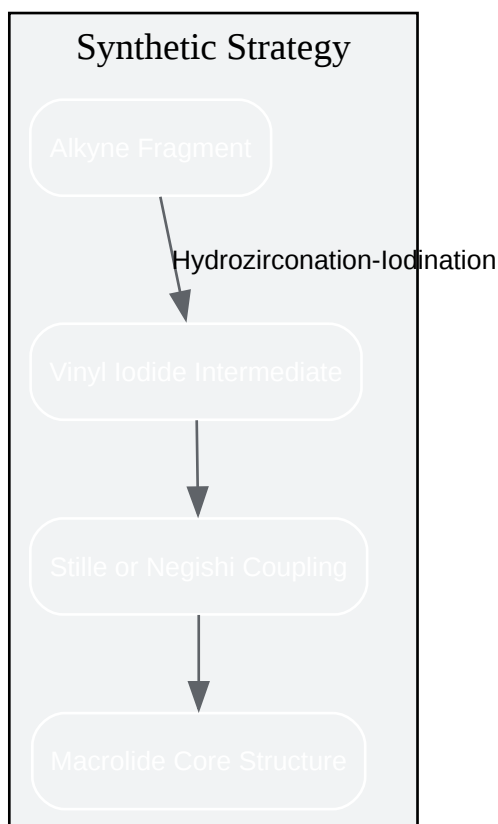 Synthetic Strategy
Alkyne Fragment
Hydrozirconation-Iodination
Vinyl Iodide Intermediate
Stille or Negishi Coupling
Macrolide Core Structure